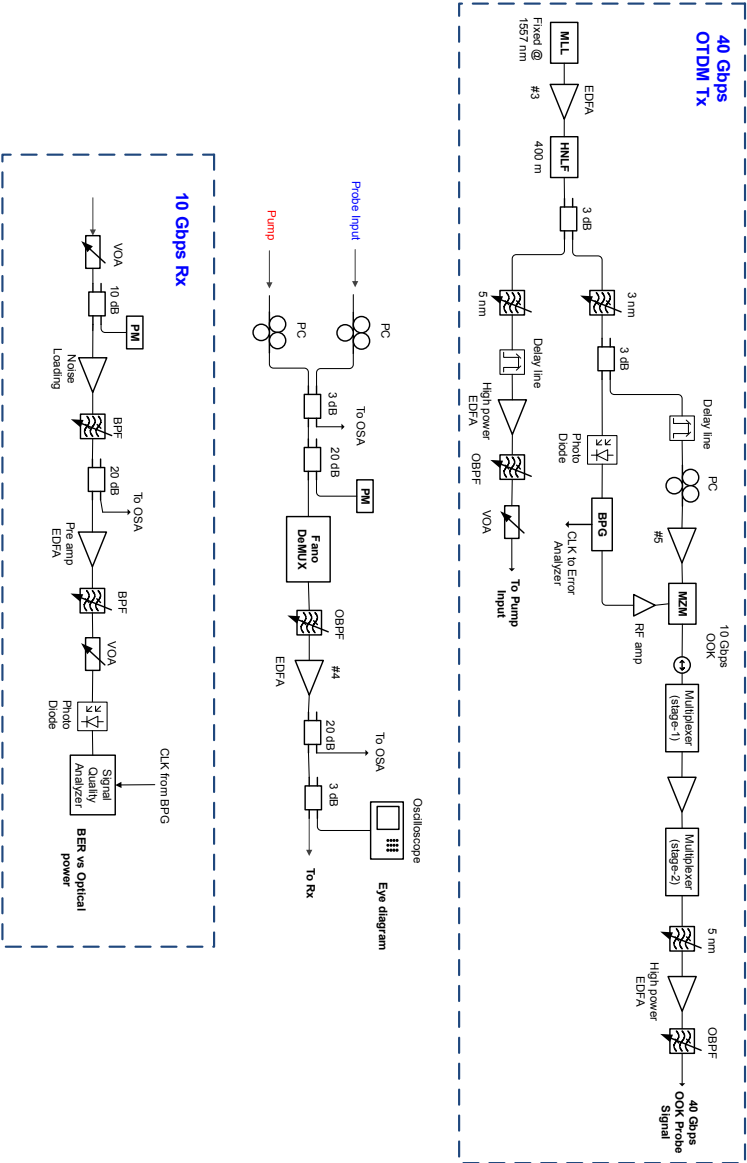 40 Gbps
OTDM Tx
MLL
Fixed @
1557 nm
EDFA
#3
HNLF
400 m
3 dB
3 nm
3 dB
Delay line
PC
#5
MZM
10 Gbps
OOK
Multiplexer
(stage-1)
Multiplexer
(stage-2)
5 nm
High power
EDFA
OBPF
40 Gbps
OOK Probe
Signal
Photo
Diode
BPG
CLK to Error
Analyzer
RF amp
5 nm
Delay line
High power
EDFA
OBPF
VOA
To Pump
Input
Probe Input
Pump
PC
PC
3 dB
To OSA
20 dB
PM
Fano
DeMUX
OBPF
#4
EDFA
20 dB
To OSA
3 dB
Oscilloscope
Eye diagram
To Rx
10 Gbps Rx
VOA
10 dB
PM
Noise
Loading
BPF
20 dB
To OSA
Pre amp
EDFA
BPF
VOA
Photo
Diode
CLK from BPG
Signal
Quality
Analyzer
BER vs Optical
power